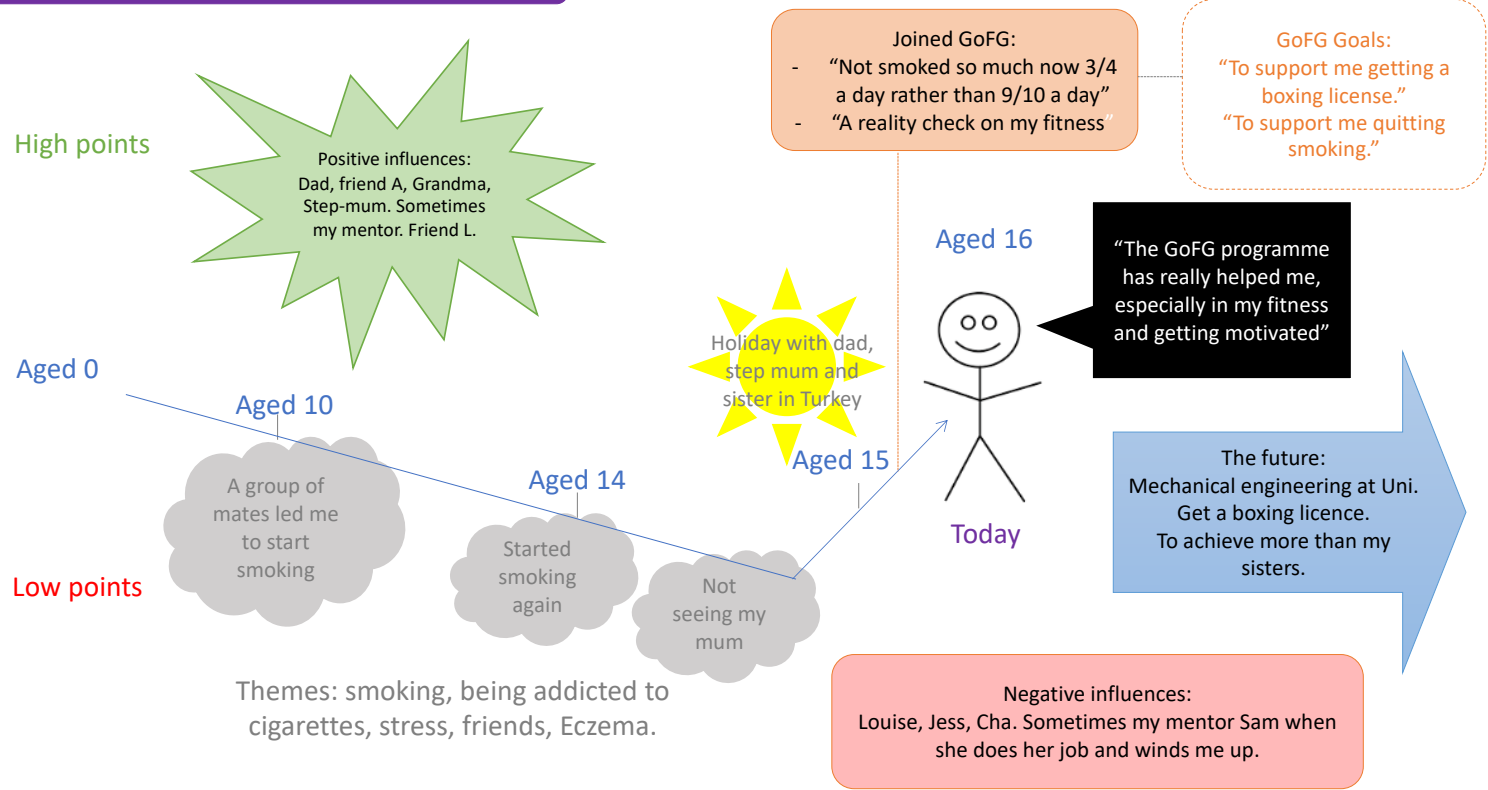 Joined GoFG:
- “Not smoked so much now 3/4
a day rather than 9/10 a day”
- “A reality check on my fitness”
GoFG Goals:
“To support me getting a
boxing license.”
“To support me quitting
smoking.”
High points
Positive influences:
Dad, friend A, Grandma,
Step-mum. Sometimes
my mentor. Friend L.
Aged 16
“The GoFG programme
has really helped me,
especially in my fitness
and getting motivated”
Holiday with dad,
step mum and
sister in Turkey
Aged 0
Aged 10
Aged 14
Aged 15
A group of
mates led me
to start
smoking
Started
smoking
again
Not
seeing my
mum
Today
The future:
Mechanical engineering at Uni.
Get a boxing licence.
To achieve more than my
sisters.
Low points
Themes: smoking, being addicted to
cigarettes, stress, friends, Eczema.
Negative influences:
Louise, Jess, Cha. Sometimes my mentor Sam when
she does her job and winds me up.